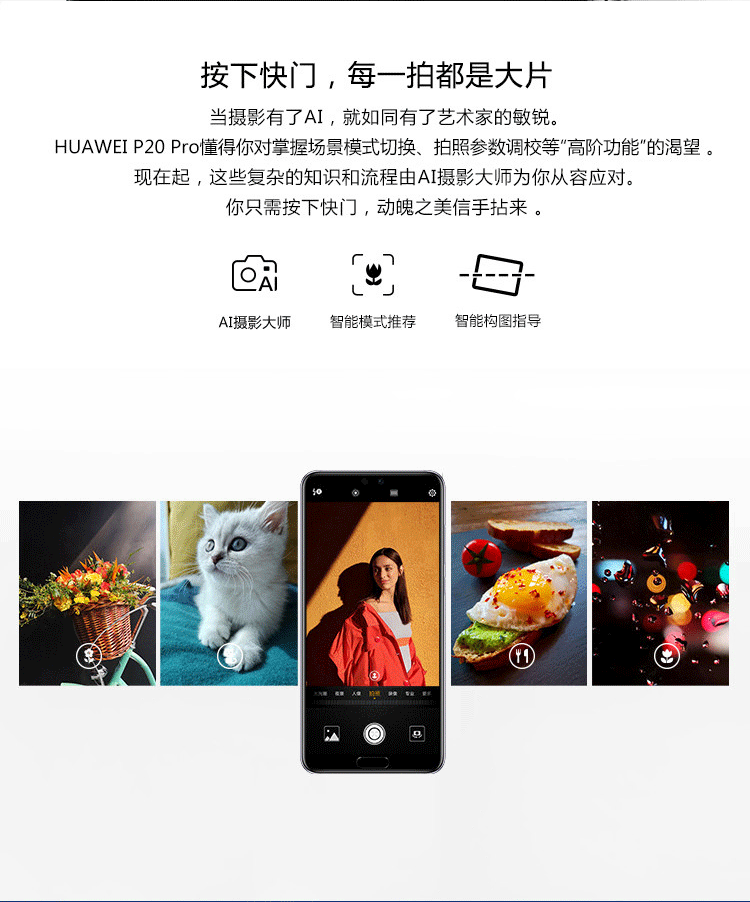 按下快门，每一拍都是大片
当摄影有了AI，就如同有了艺术家的敏锐。
HUAWEI P20 Pro懂得你对掌握场景模式切换、拍照参数调校等“高阶功能”的渴望 。
现在起，这些复杂的知识和流程由AI摄影大师为你从容应对。
你只需按下快门，动魄之美信手拈来 。
AI
AI摄影大师 智能模式推荐 智能构图指导
大光圈 夜景 人像 拍照 录像 专业 更多